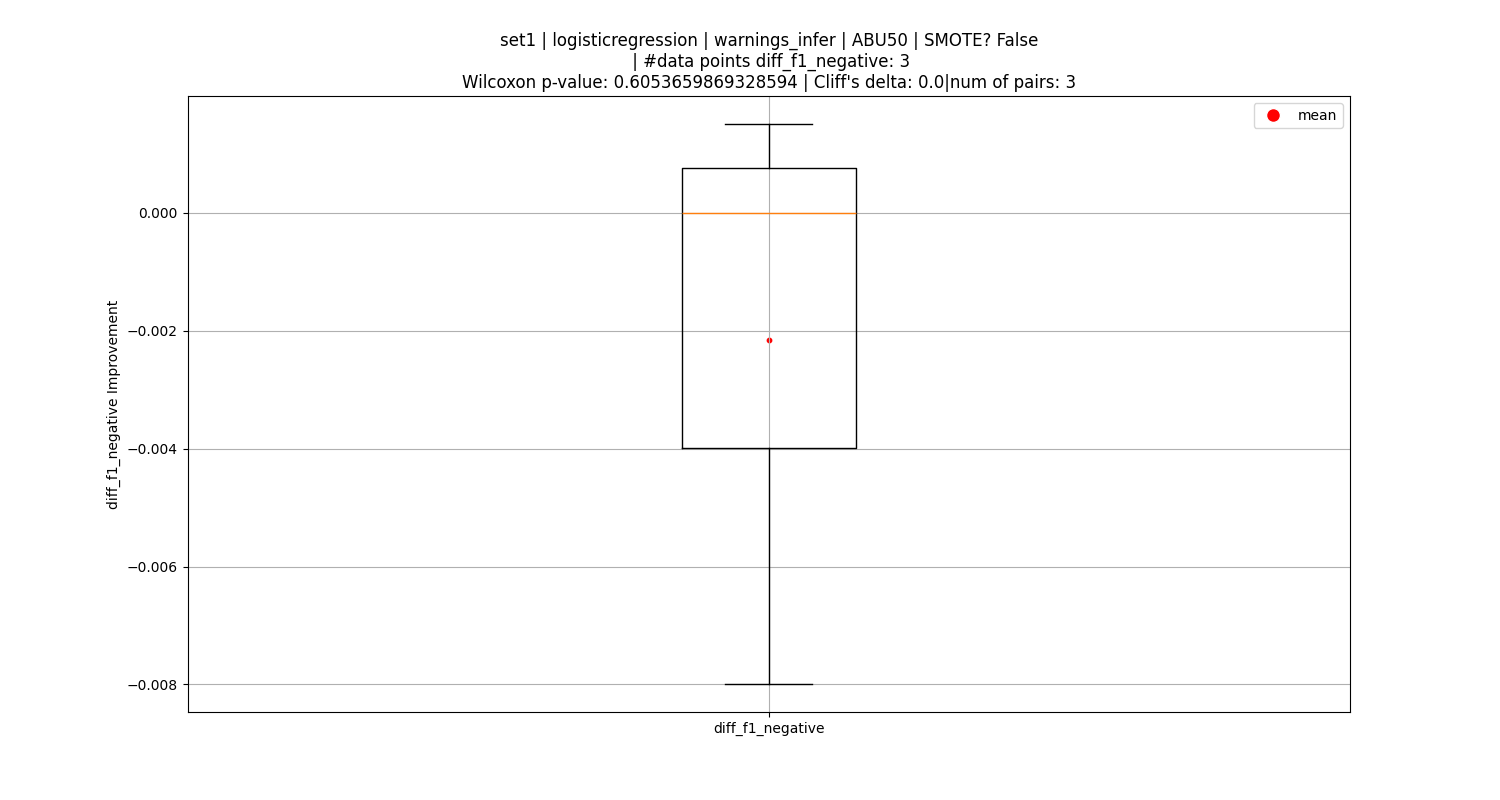 set1 | logisticregression | warnings_infer | ABU50 | SMOTE? False
| #data points diff_f1_negative: 3
Wilcoxon p-value: 0.6053659869328594 | Cliff's delta: 0.0|num of pairs: 3
mean
0.000
−0.002
−0.004
−0.006
−0.008
diff_f1_negative Improvement
diff_f1_negative